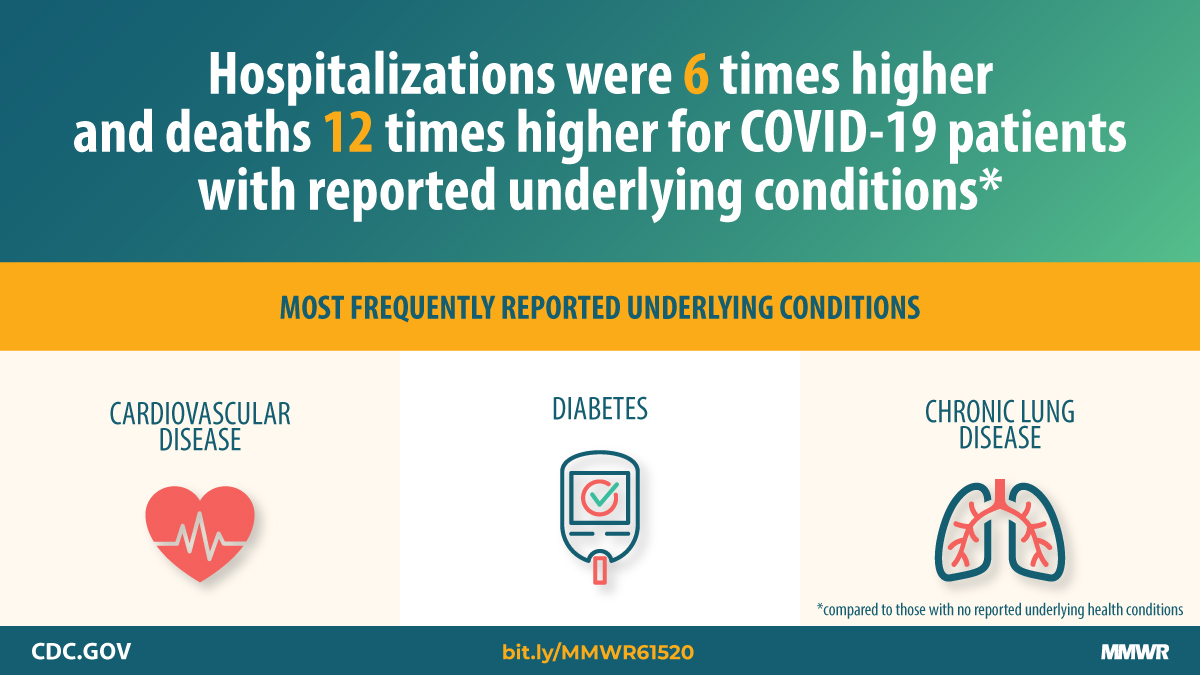 Hospitalizations were 6 times higher
and deaths 12 times higher for COVID-19 patients
with reported underlying conditions*
MOST FREQUENTLY REPORTED UNDERLYING CONDITIONS
CARDIOVASCULAR
DISEASE
DIABETES
CHRONIC LUNG
DISEASE
*compared to those with no reported underlying health conditions
CDC.GOV
bit.ly/MMWR61520
MMWR